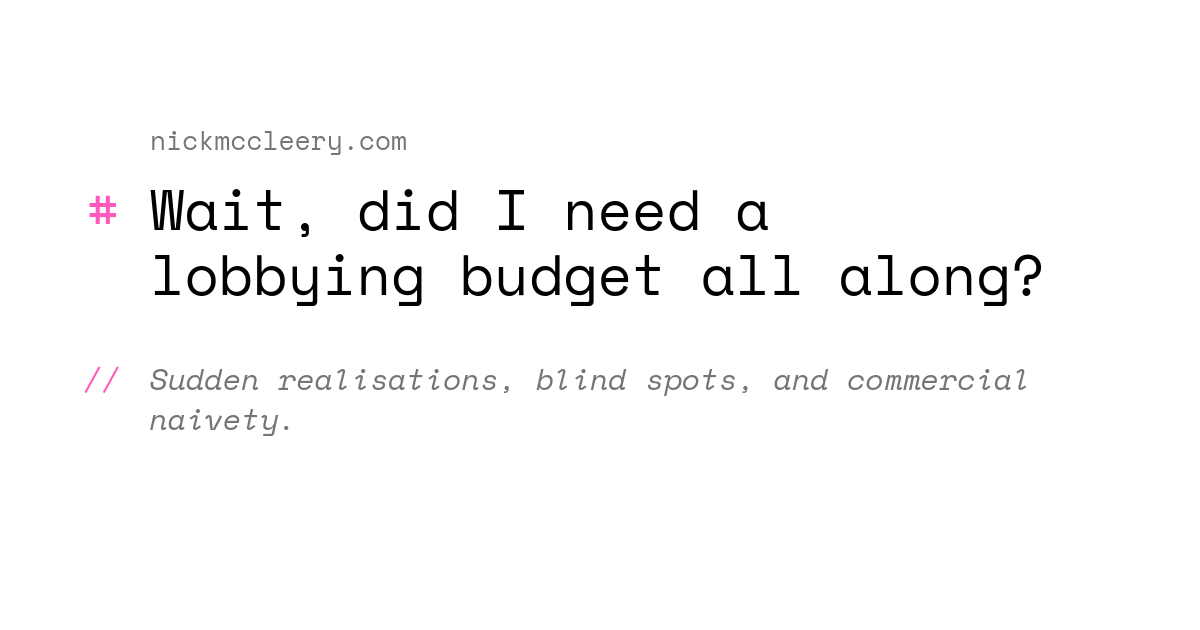 nickmccleery.com
# Wait, did I need a
lobbying budget all along?
// Sudden realisations, blind spots, and commercial
naivety.